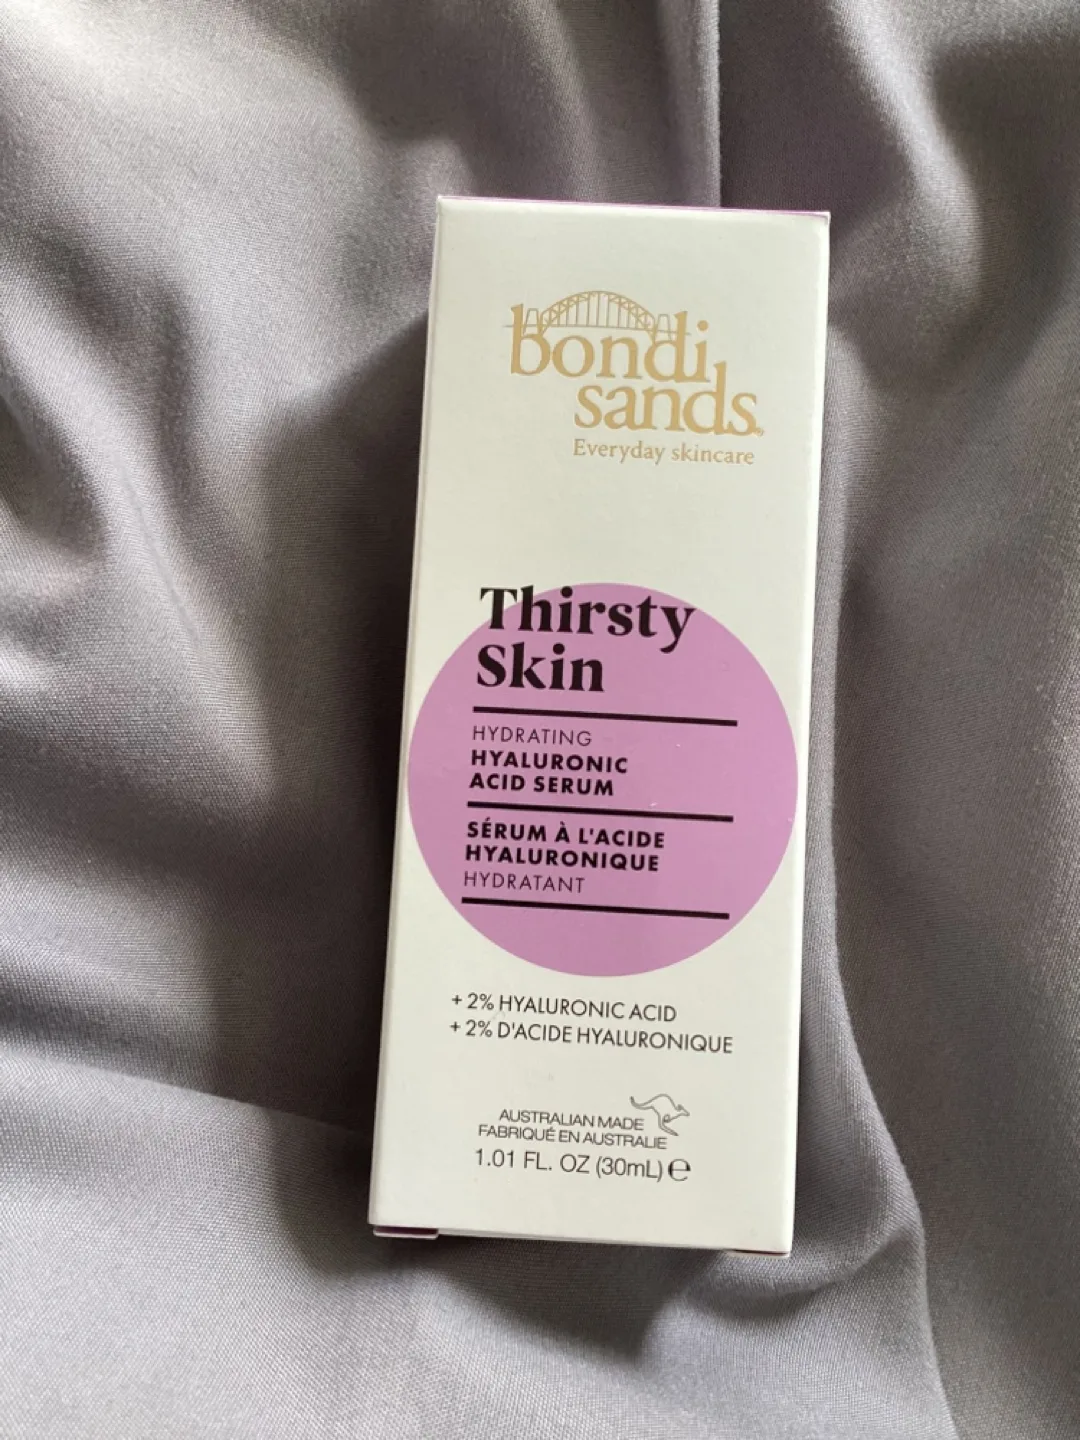 bondi
sands
Everyday skincare
Thirsty
Skin
HYDRATING
HYALURONIC
ACID SERUM
SÉRUM À L'ACIDE
HYALURONIQUE
HYDRATANT
+ 2% HYALURONIC ACID
+ 2% D'ACIDE HYALURONIQUE
AUSTRALIAN MADE
FABRIQUÉ EN AUSTRALIE
1.01 FL. OZ (30mL) ℮